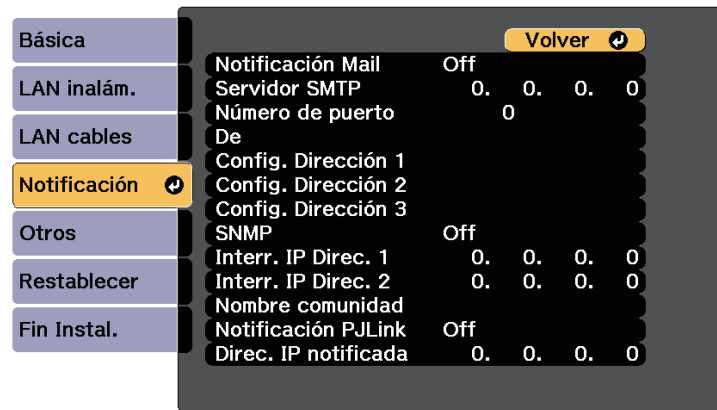 Básica
LAN inalám.
LAN cables
Notificación
Otros
Restablecer
Fin Instal.
Volver
Notificación Mail Off
Servidor SMTP 0. 0. 0. 0
Número de puerto 0
De
Config. Dirección 1
Config. Dirección 2
Config. Dirección 3
SNMP Off
Interr. IP Direc. 1 0. 0. 0. 0
Interr. IP Direc. 2 0. 0. 0. 0
Nombre comunidad
Notificación PJLink Off
Direc. IP notificada 0. 0. 0. 0